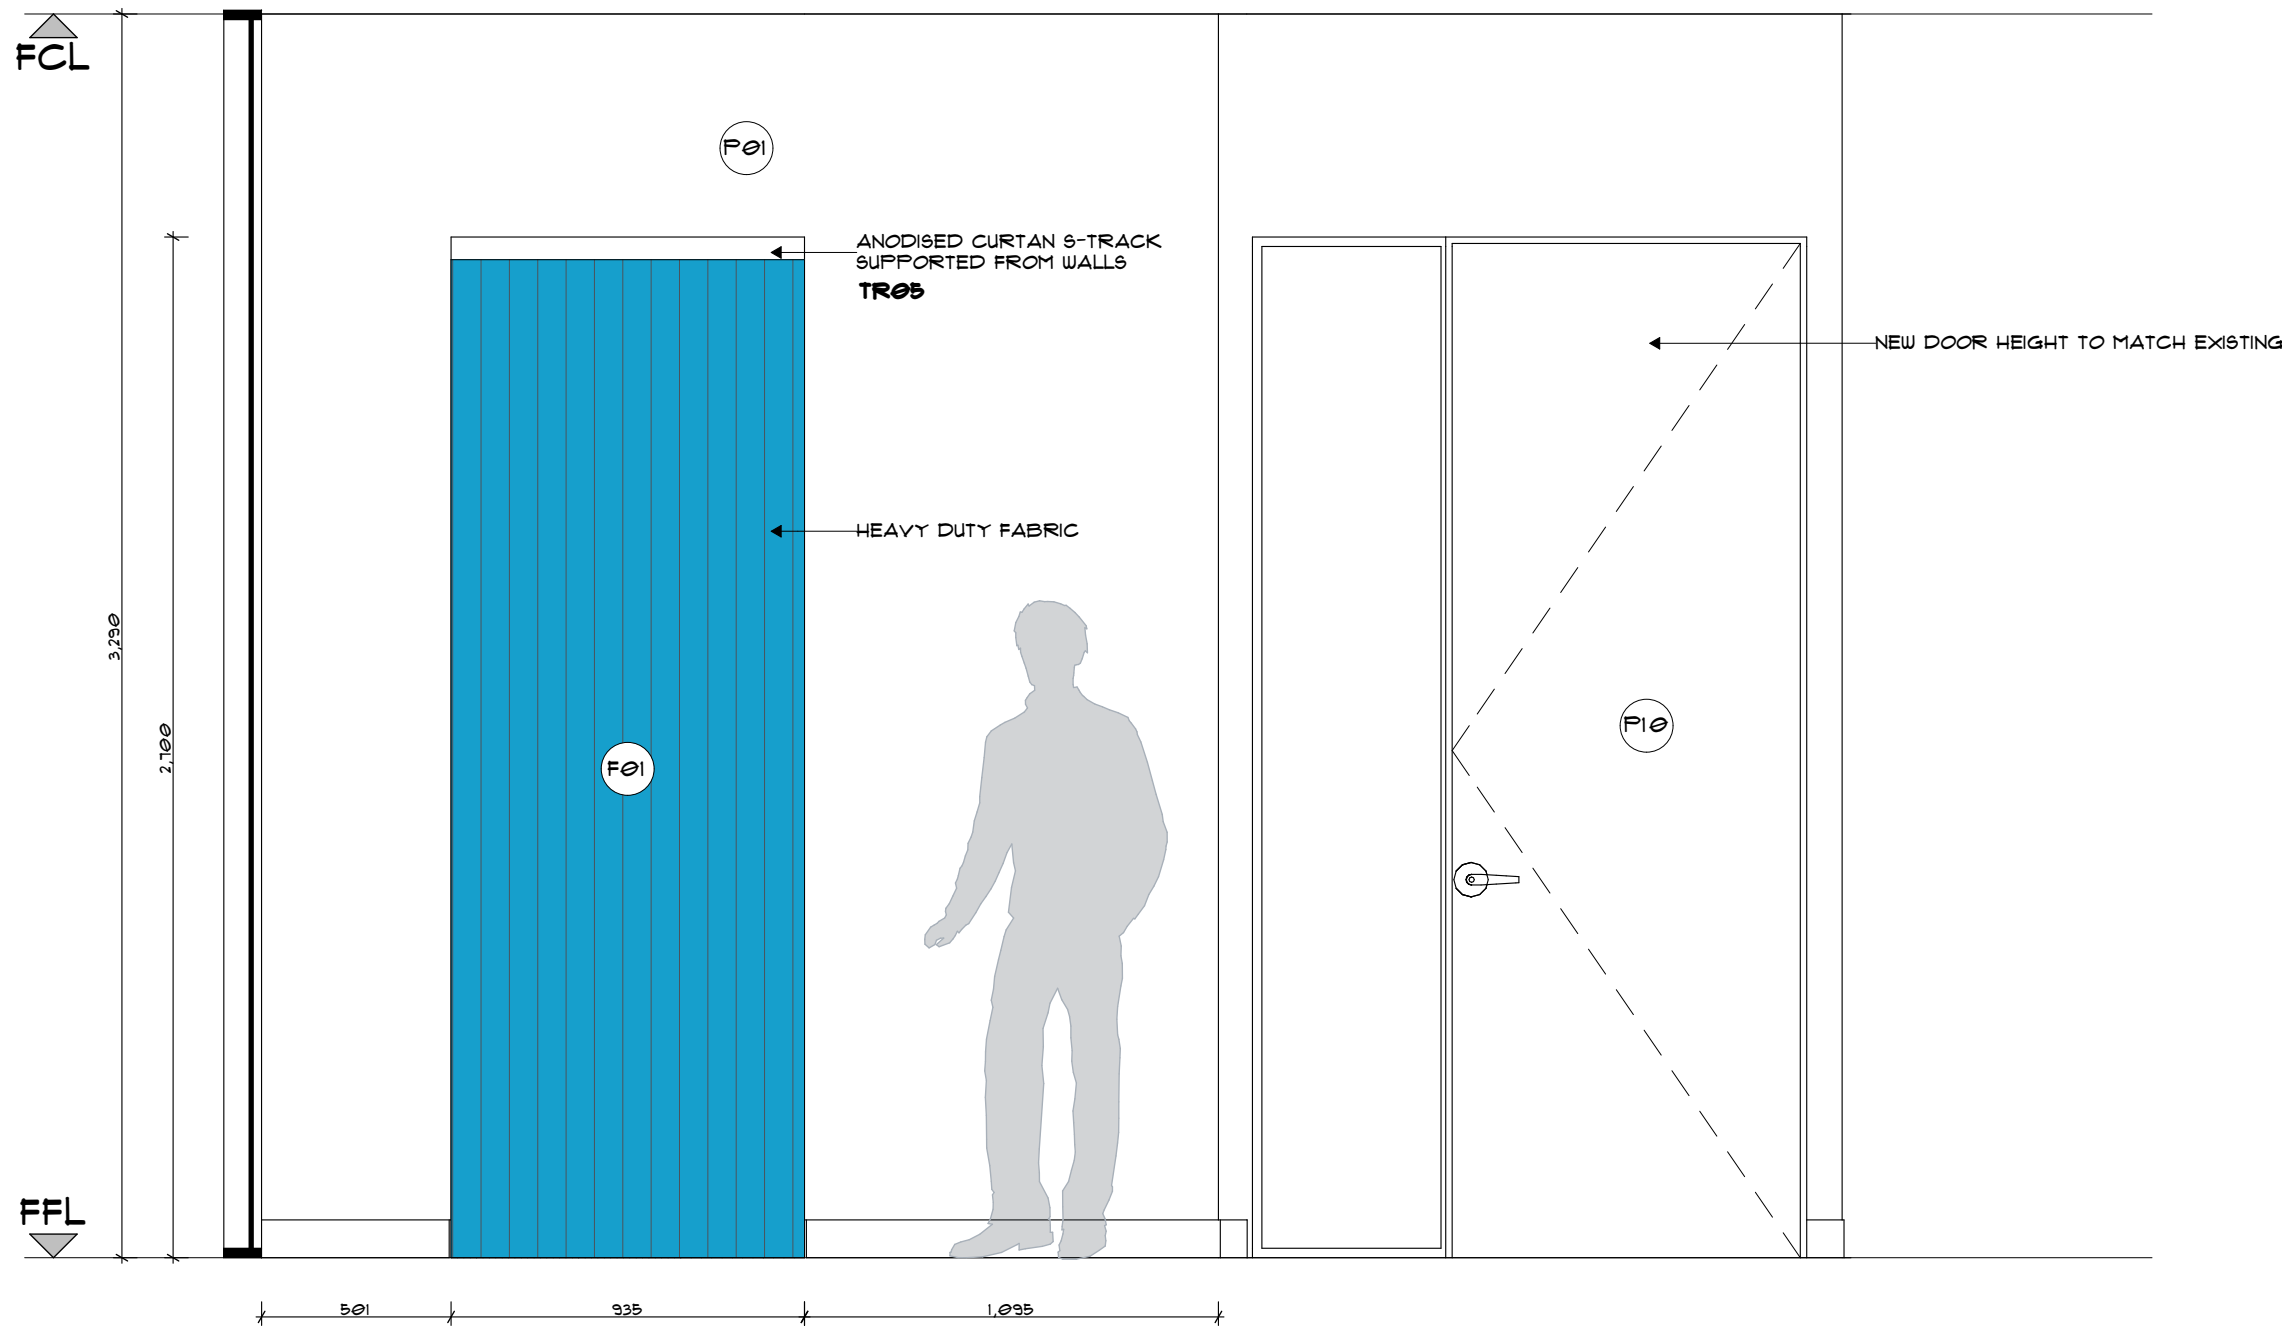 FCL
P01
ANODISED CURTAN S-TRACK
SUPPORTED FROM WALLS
TR05
NEW DOOR HEIGHT TO MATCH EXISTING
HEAVY DUTY FABRIC
3,290
2,700
P10
F01
FFL
501
935
1,095